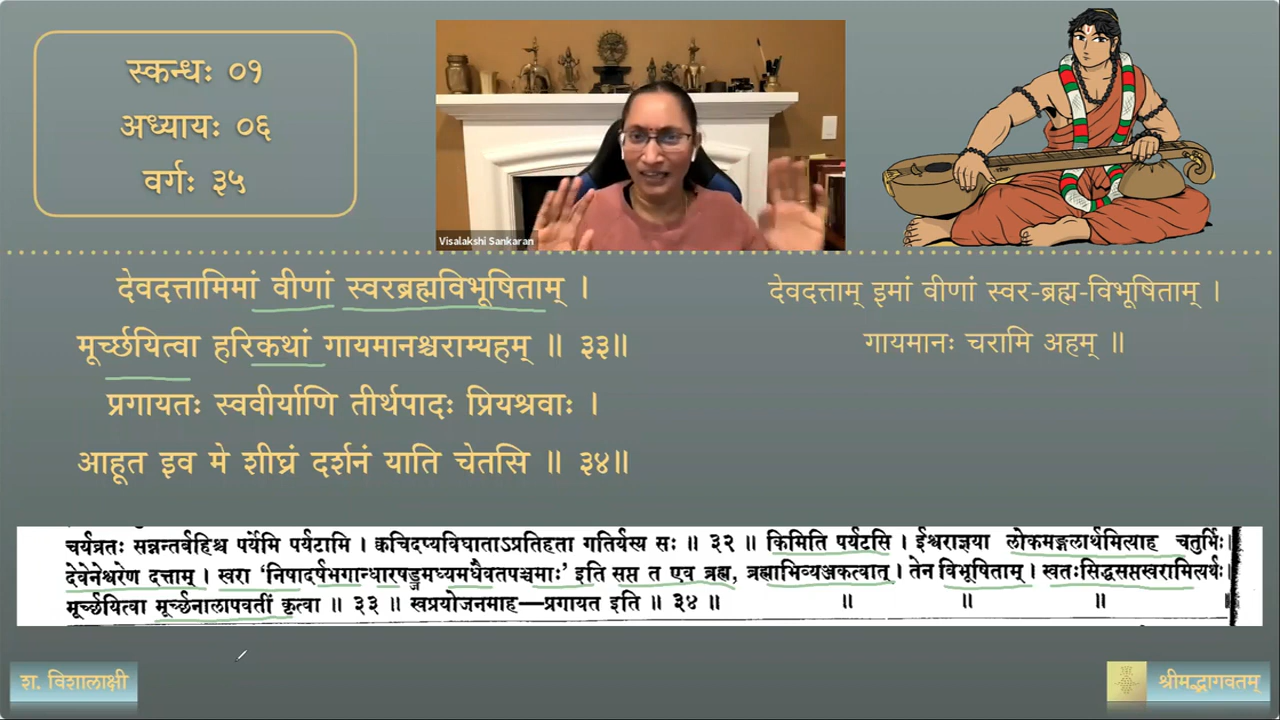 स्कन्धः ०१
अध्यायः ०६
वर्गः ३५
Visalakshi Sankaran
देवदत्तामिमां वीणां स्वरब्रह्मविभूषिताम् ।
मूर्च्छयित्वा हरिकथां गायमानश्चराम्यहम् ॥ ३३॥
प्रगायतः स्ववीर्याणि तीर्थपादः प्रियश्रवाः ।
आहूत इव मे शीघ्रं दर्शनं याति चेतसि ॥ ३४॥
देवदत्ताम् इमां वीणां स्वर-ब्रह्म-विभूषिताम् ।
गायमानः चरामि अहम् ॥
चर्यव्रतः सन्नन्तर्बहिश्च पर्येमि पर्यटामि । क्वचिदप्यविघाताऽप्रतिहता गतिर्यस्य सः ॥ ३२ ॥ किमिति पर्यटसि । ईश्वराज्ञया लोकमङ्गलार्थमित्याह चतुर्भिः।
देवेनेश्वरेण दत्ताम् । स्वरा ‘निषादर्षभगान्धारषड्जमध्यमधैवतपञ्चमाः’ इति सप्त त एव ब्रह्म, ब्रह्माभिव्यञ्जकत्वात् । तेन विभूषिताम् । स्वतःसिद्धसप्तस्वरामित्यर्थः
मूर्च्छयित्वा मूर्च्छनालापवतीं कृत्वा ॥ ३३ ॥ स्वप्रयोजनमाह—प्रगायत इति ॥ ३४ ॥ ॥ ॥ ॥
श. विशालाक्षी
श्रीमद्भागवतम्